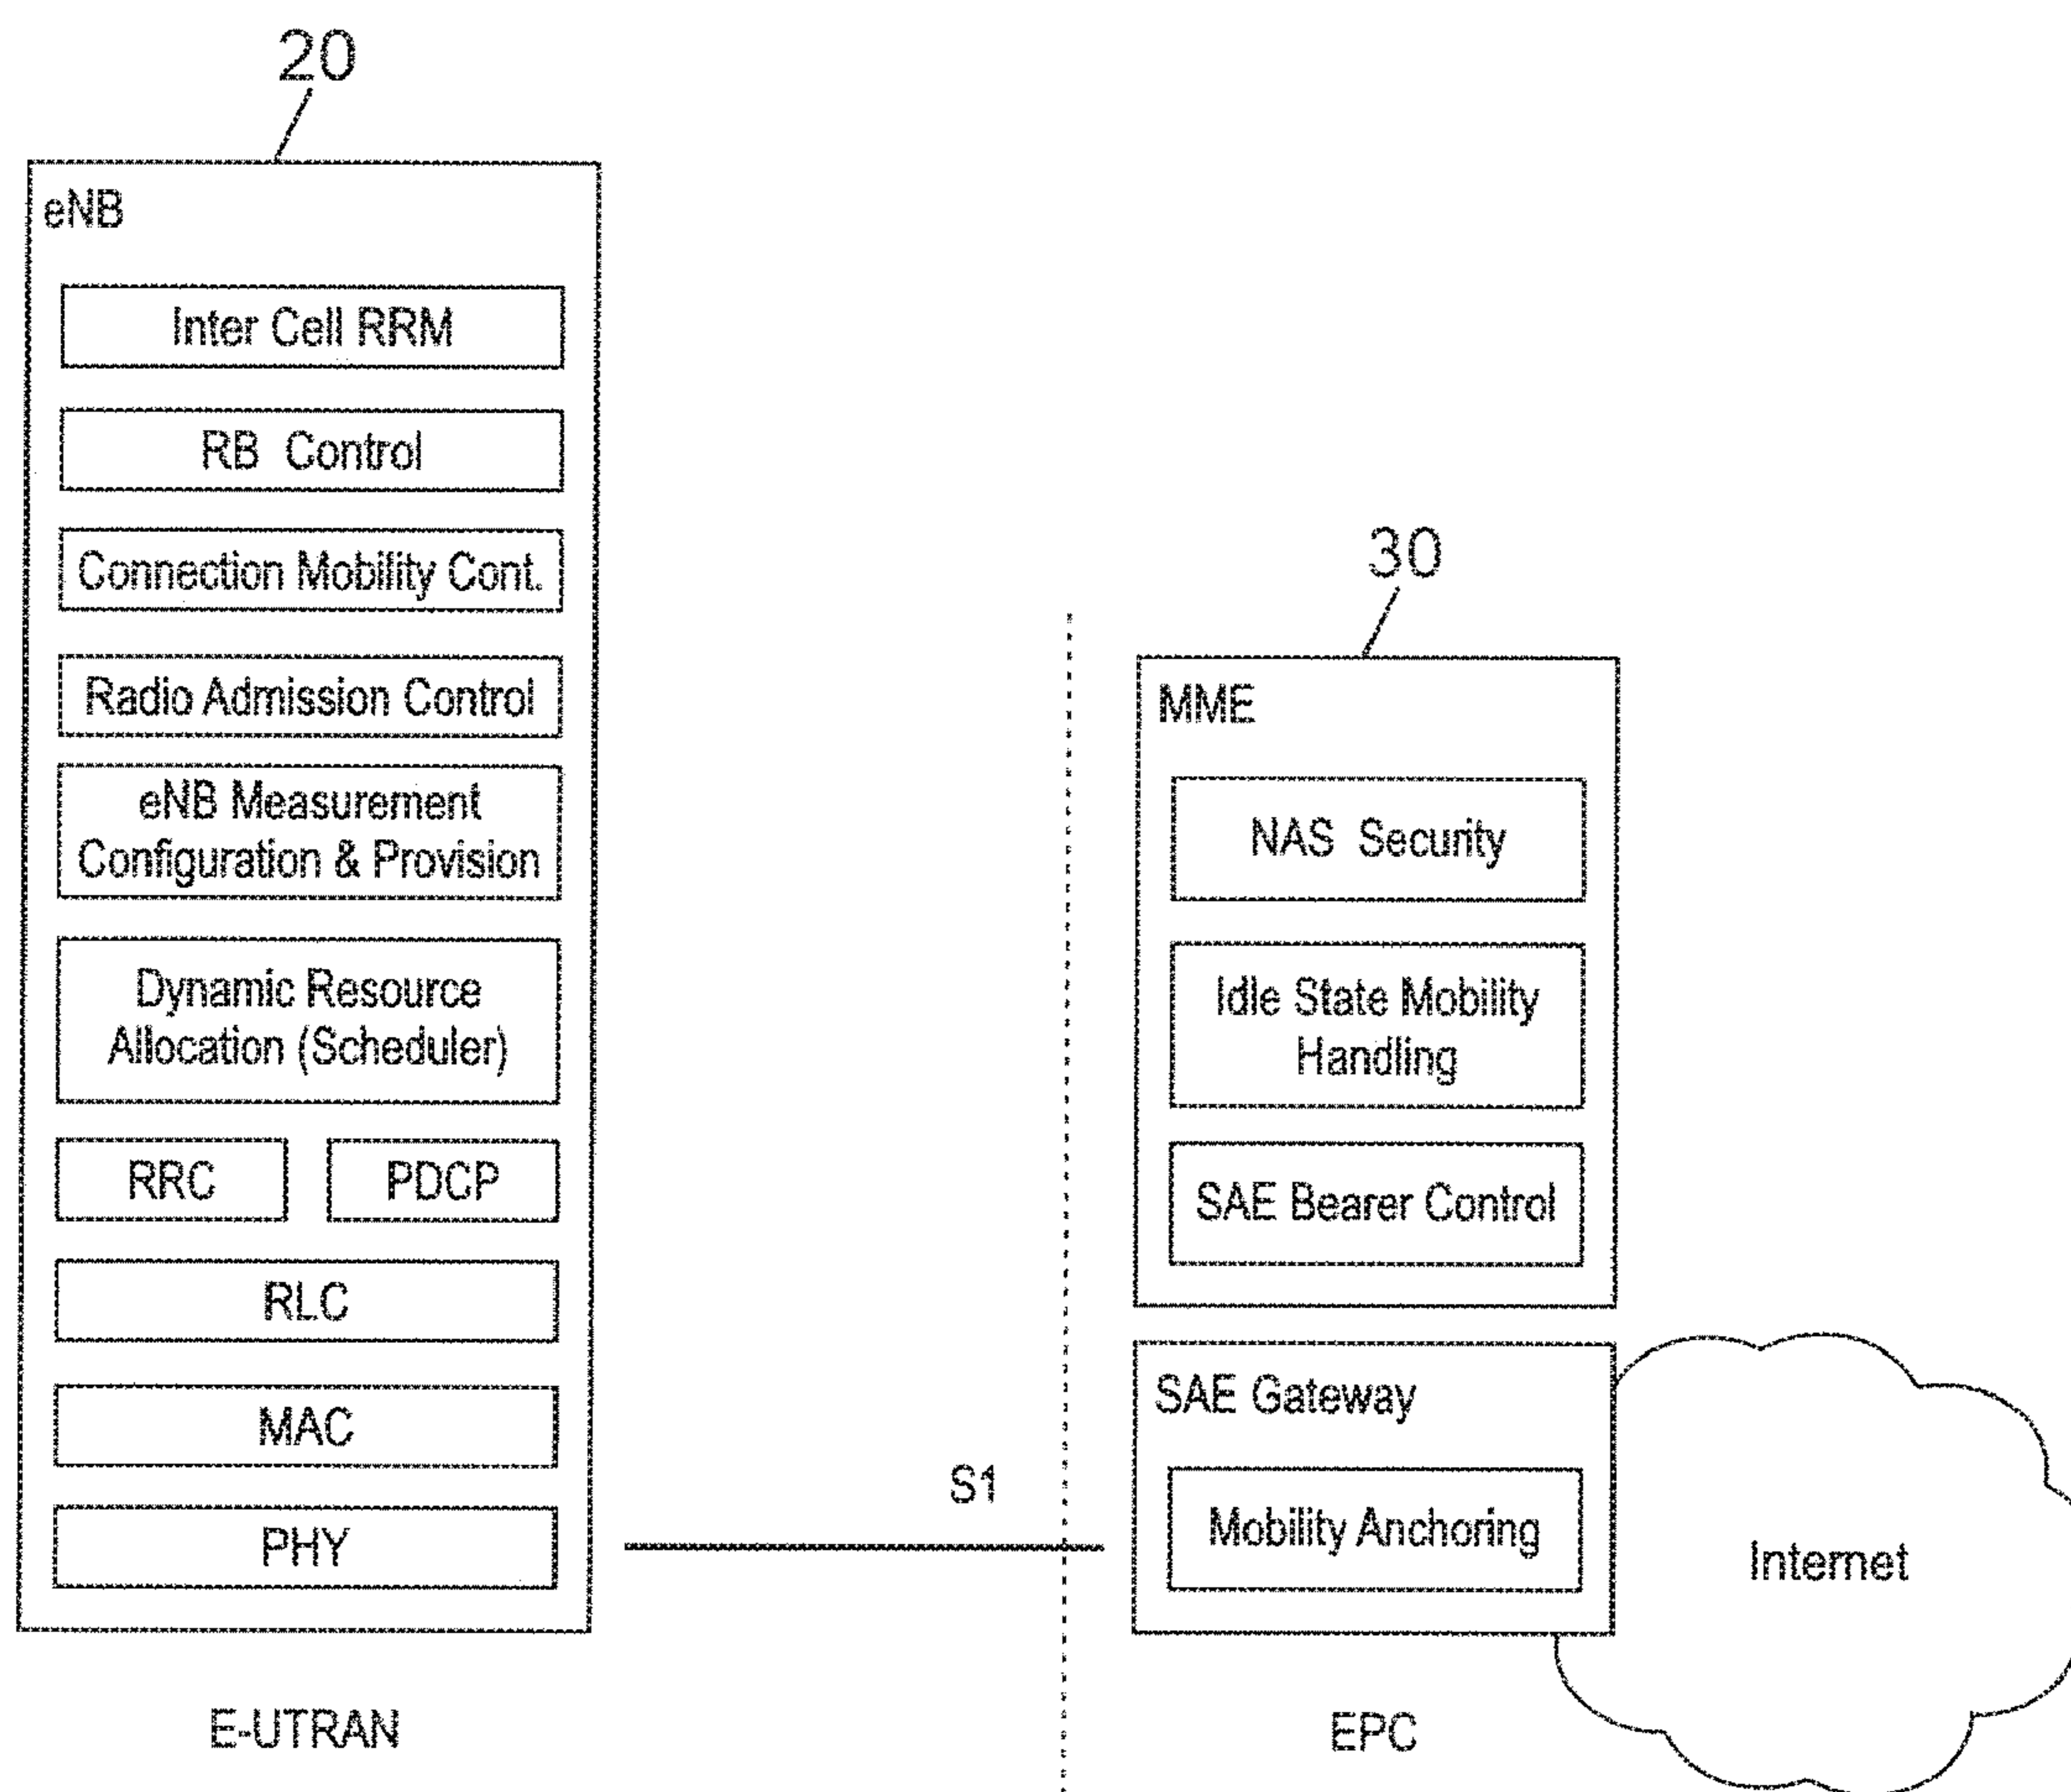 20
eNB
Inter Cell RRM
RB Control
Connection Mobility Cont.
Radio Admission Control
eNB Measurement
Configuration & Provision
Dynamic Resource
Allocation (Scheduler)
RRC
PDCP
RLC
MAC
PHY
E-UTRAN
S1
30
MME
NAS Security
Idle State Mobility
Handling
SAE Bearer Control
SAE Gateway
Mobility Anchoring
EPC
Internet